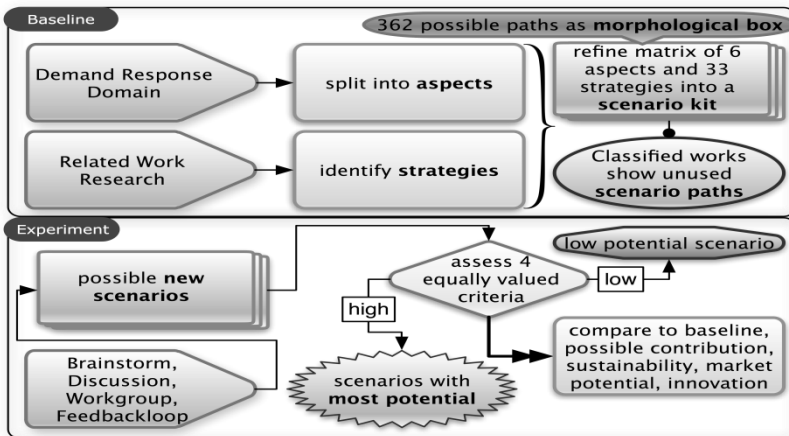 Baseline
362 possible paths as morphological box
Demand Response
Domain
split into aspects
refine matrix of 6
aspects and 33
strategies into a
scenario kit
Related Work
Research
identify strategies
Classified works
show unused
scenario paths
Experiment
possible new
scenarios
assess 4
equally valued
criteria
low potential scenario
low
high
Brainstorm,
Discussion,
Workgroup,
Feedbackloop
scenarios with
most potential
compare to baseline,
possible contribution,
sustainability, market
potential, innovation